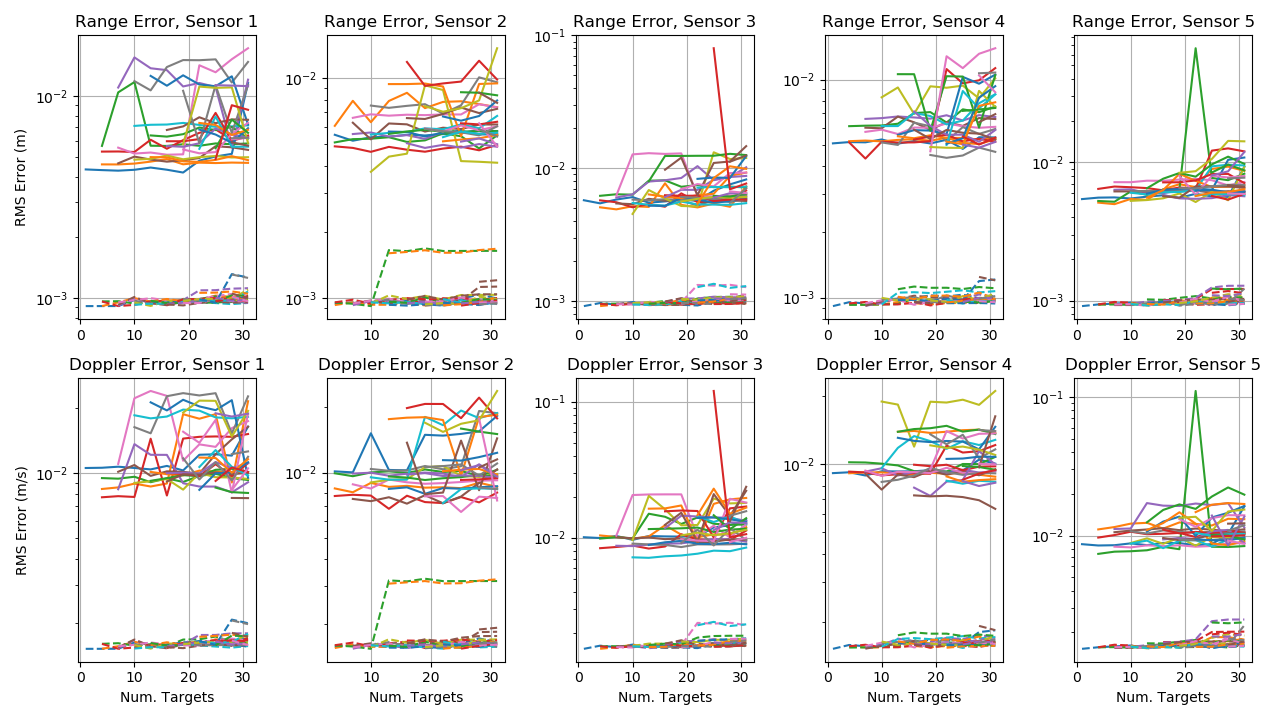 Range Error, Sensor 1
Range Error, Sensor 2
Range Error, Sensor 3
Range Error, Sensor 4
Range Error, Sensor 5
RMS Error (m)
10⁻²
10⁻³
0 10 20 30
10⁻²
10⁻³
10 20 30
10⁻¹
10⁻²
10⁻³
0 10 20 30
10⁻²
10⁻³
0 10 20 30
10⁻²
10⁻³
0 10 20 30
Doppler Error, Sensor 1
Doppler Error, Sensor 2
Doppler Error, Sensor 3
Doppler Error, Sensor 4
Doppler Error, Sensor 5
RMS Error (m/s)
10⁻²
0 10 20 30
Num. Targets
10⁻²
10 20 30
Num. Targets
10⁻¹
10⁻²
0 10 20 30
Num. Targets
10⁻²
0 10 20 30
Num. Targets
10⁻¹
10⁻²
0 10 20 30
Num. Targets